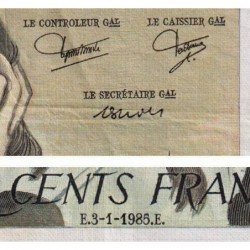 LE CONTROLEUR GAL LE CAISSIER GAL
LE SECRÉTAIRE GAL
CENTS FRAN
E.3-1-1985.E.